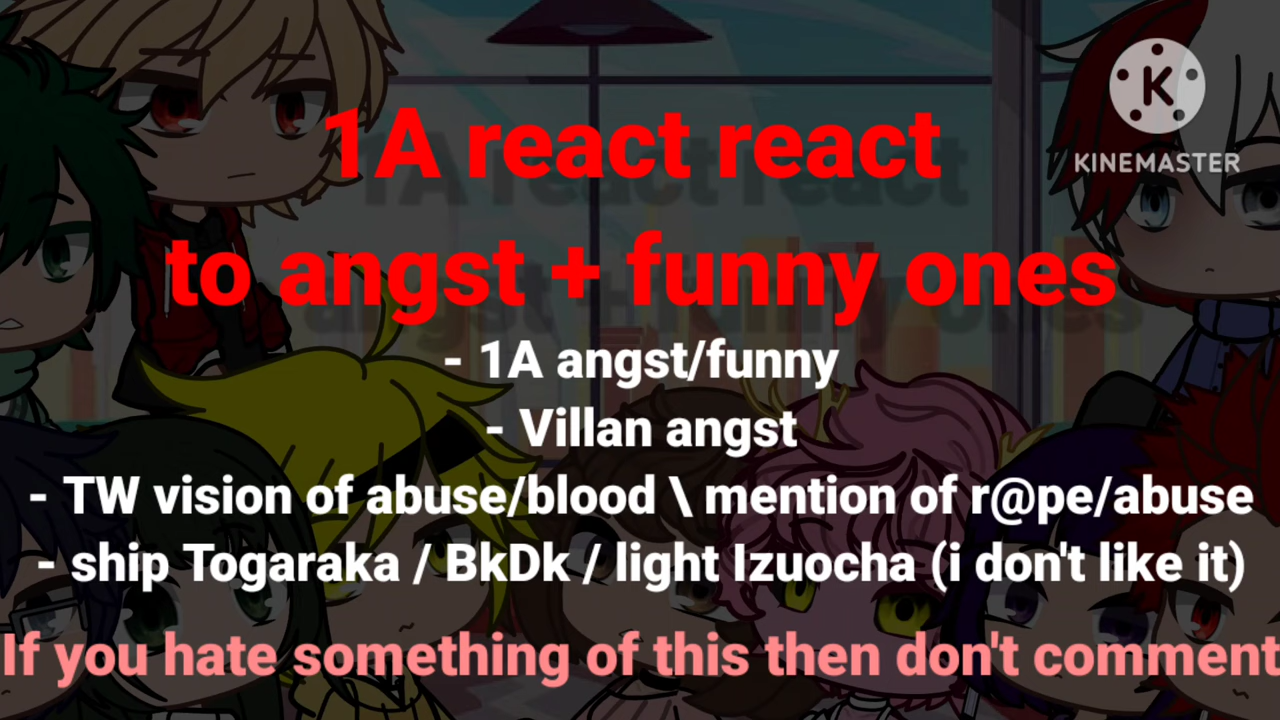 K
KINEMASTER
1A react react
to angst + funny ones
- 1A angst/funny
- Villan angst
- TW vision of abuse/blood \ mention of r@pe/abuse
- ship Togaraka / BkDk / light Izuocha (i don't like it)
If you hate something of this then don't comment